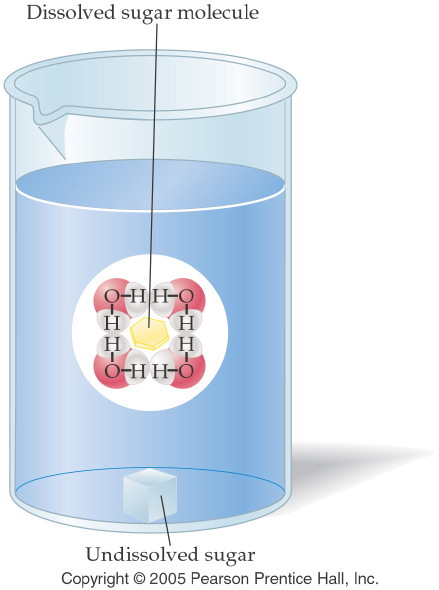 Dissolved sugar molecule
O-H H-O
H H
H H
O-H H-O
Undissolved sugar
Copyright © 2005 Pearson Prentice Hall, Inc.